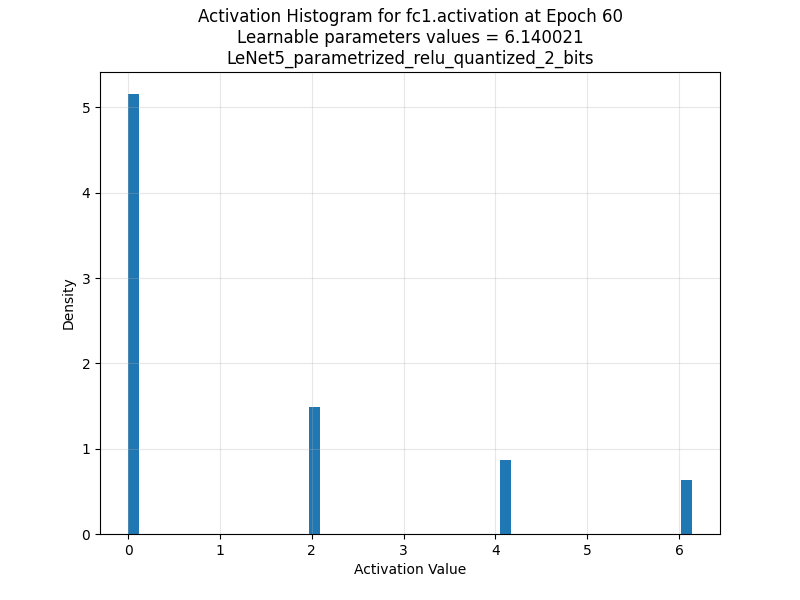 Activation Histogram for fc1.activation at Epoch 60
Learnable parameters values = 6.140021
LeNet5_parametrized_relu_quantized_2_bits
5
4
3
2
1
0
Density
0 1 2 3 4 5 6
Activation Value